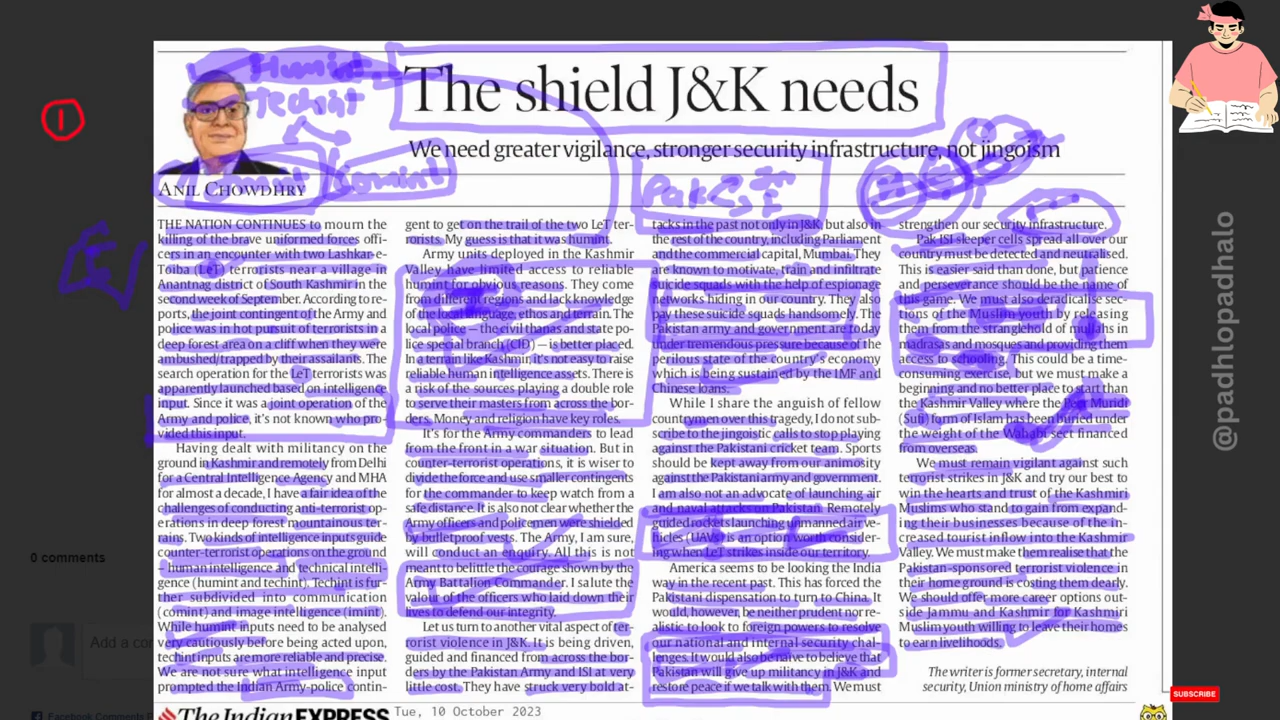 1
Humint
Techint
The shield J&K needs
We need greater vigilance, stronger security infrastructure, not jingoism
ANIL CHOWDHRY
comint
Pak
THE NATION CONTINUES to mourn the
killing of the brave uniformed forces offi-
cers in an encounter with two Lashkar-e-
Toiba (LeT) terrorists near a village in
Anantnag district of South Kashmir in the
second week of September. According to re-
ports, the joint contingent of the Army and
police was in hot pursuit of terrorists in a
deep forest area on a cliff when they were
ambushed/trapped by their assailants. The
search operation for the LeT terrorists was
apparently launched based on intelligence
input. Since it was a joint operation of the
Army and police, it's not known who pro-
vided this input.
Having dealt with militancy on the
ground in Kashmir and remotely from Delhi
for a Central Intelligence Agency and MHA
for almost a decade, I have a fair idea of the
challenges of conducting anti-terrorist op-
erations in deep forest mountainous ter-
rains. Two kinds of intelligence inputs guide
counter-terrorist operations on the ground
– human intelligence and technical intelli-
gence (humint and techint). Techint is fur-
ther subdivided into communication
(comint) and image intelligence (imint).
While humint inputs need to be analysed
very cautiously before being acted upon,
techint inputs are more reliable and precise.
We are not sure what intelligence input
prompted the Indian Army-police contin-
gent to get on the trail of the two LeT ter-
rorists. My guess is that it was humint.
Army units deployed in the Kashmir
Valley have limited access to reliable
humint for obvious reasons. They come
from different regions and lack knowledge
of the local language, ethos and terrain. The
local police — the civil thanas and state po-
lice special branch (CID) — is better placed.
In a terrain like Kashmir, it's not easy to raise
reliable human intelligence assets. There is
a risk of the sources playing a double role
to serve their masters from across the bor-
ders. Money and religion have key roles.
It's for the Army commanders to lead
from the front in a war situation. But in
counter-terrorist operations, it is wiser to
divide the force and use smaller contingents
for the commander to keep watch from a
safe distance. It is also not clear whether the
Army officers and policemen were shielded
by bulletproof vests. The Army, I am sure,
will conduct an enquiry. All this is not
meant to belittle the courage shown by the
Army Battalion Commander. I salute the
valour of the officers who laid down their
lives to defend our integrity.
Let us turn to another vital aspect of ter-
rorist violence in J&K. It is being driven,
guided and financed from across the bor-
ders by the Pakistan Army and ISI at very
little cost. They have struck very bold at-
tacks in the past not only in J&K but also in
the rest of the country, including Parliament
and the commercial capital, Mumbai. They
are known to motivate, train and infiltrate
suicide squads with the help of espionage
networks hiding in our country. They also
pay these suicide squads handsomely. The
Pakistan army and government are today
under tremendous pressure because of the
perilous state of the country's economy
which is being sustained by the IMF and
Chinese loans.
While I share the anguish of fellow
countrymen over this tragedy, I do not sub-
scribe to the jingoistic calls to stop playing
against the Pakistani cricket team. Sports
should be kept away from our animosity
against the Pakistani army and government.
I am also not an advocate of launching air
and naval attacks on Pakistan. Remotely
guided rockets launching unmanned air ve-
hicles (UAVs) is an option worth consider-
ing when LeT strikes inside our territory.
America seems to be looking the India
way in the recent past. This has forced the
Pakistani dispensation to turn to China. It
would, however, be neither prudent nor re-
alistic to look to foreign powers to resolve
our national and internal security chal-
lenges. It would also be naive to believe that
Pakistan will give up militancy in J&K and
restore peace if we talk with them. We must
strengthen our security infrastructure.
Pak ISI sleeper cells spread all over our
country must be detected and neutralised.
This is easier said than done, but patience
and perseverance should be the name of
this game. We must also deradicalise sec-
tions of the Muslim youth by releasing
them from the stranglehold of mullahs in
madrasas and mosques and providing them
access to schooling. This could be a time-
consuming exercise, but we must make a
beginning and no better place to start than
the Kashmir Valley where the Peer Muridi
(Sufi) form of Islam has been buried under
the weight of the Wahabi sect financed
from overseas.
We must remain vigilant against such
terrorist strikes in J&K and try our best to
win the hearts and trust of the Kashmiri
Muslims who stand to gain from expand-
ing their businesses because of the in-
creased tourist inflow into the Kashmir
Valley. We must make them realise that the
Pakistan-sponsored terrorist violence in
their home ground is costing them dearly.
We should offer more career options out-
side Jammu and Kashmir for Kashmiri
Muslim youth willing to leave their homes
to earn livelihoods.
The writer is former secretary, internal
security, Union ministry of home affairs
The Indian EXPRESS
Tue, 10 October 2023
0 comments
Add a co
Facebook Comments P
@padhlopadhalo
SUBSCRIBE